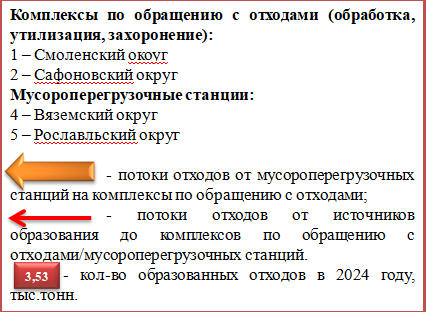 Комплексы по обращению с отходами (обработка,
утилизация, захоронение):
1 – Смоленский окоуг
2 – Сафоновский округ
Мусороперегрузочные станции:
4 – Вяземский округ
5 – Рославльский округ
- потоки отходов от мусороперегрузочных
станций на комплексы по обращению с отходами;
- потоки отходов от источников
образования до комплексов по обращению с
отходами/мусороперегрузочных станций.
3,53 - кол-во образованных отходов в 2024 году,
тыс.тонн.